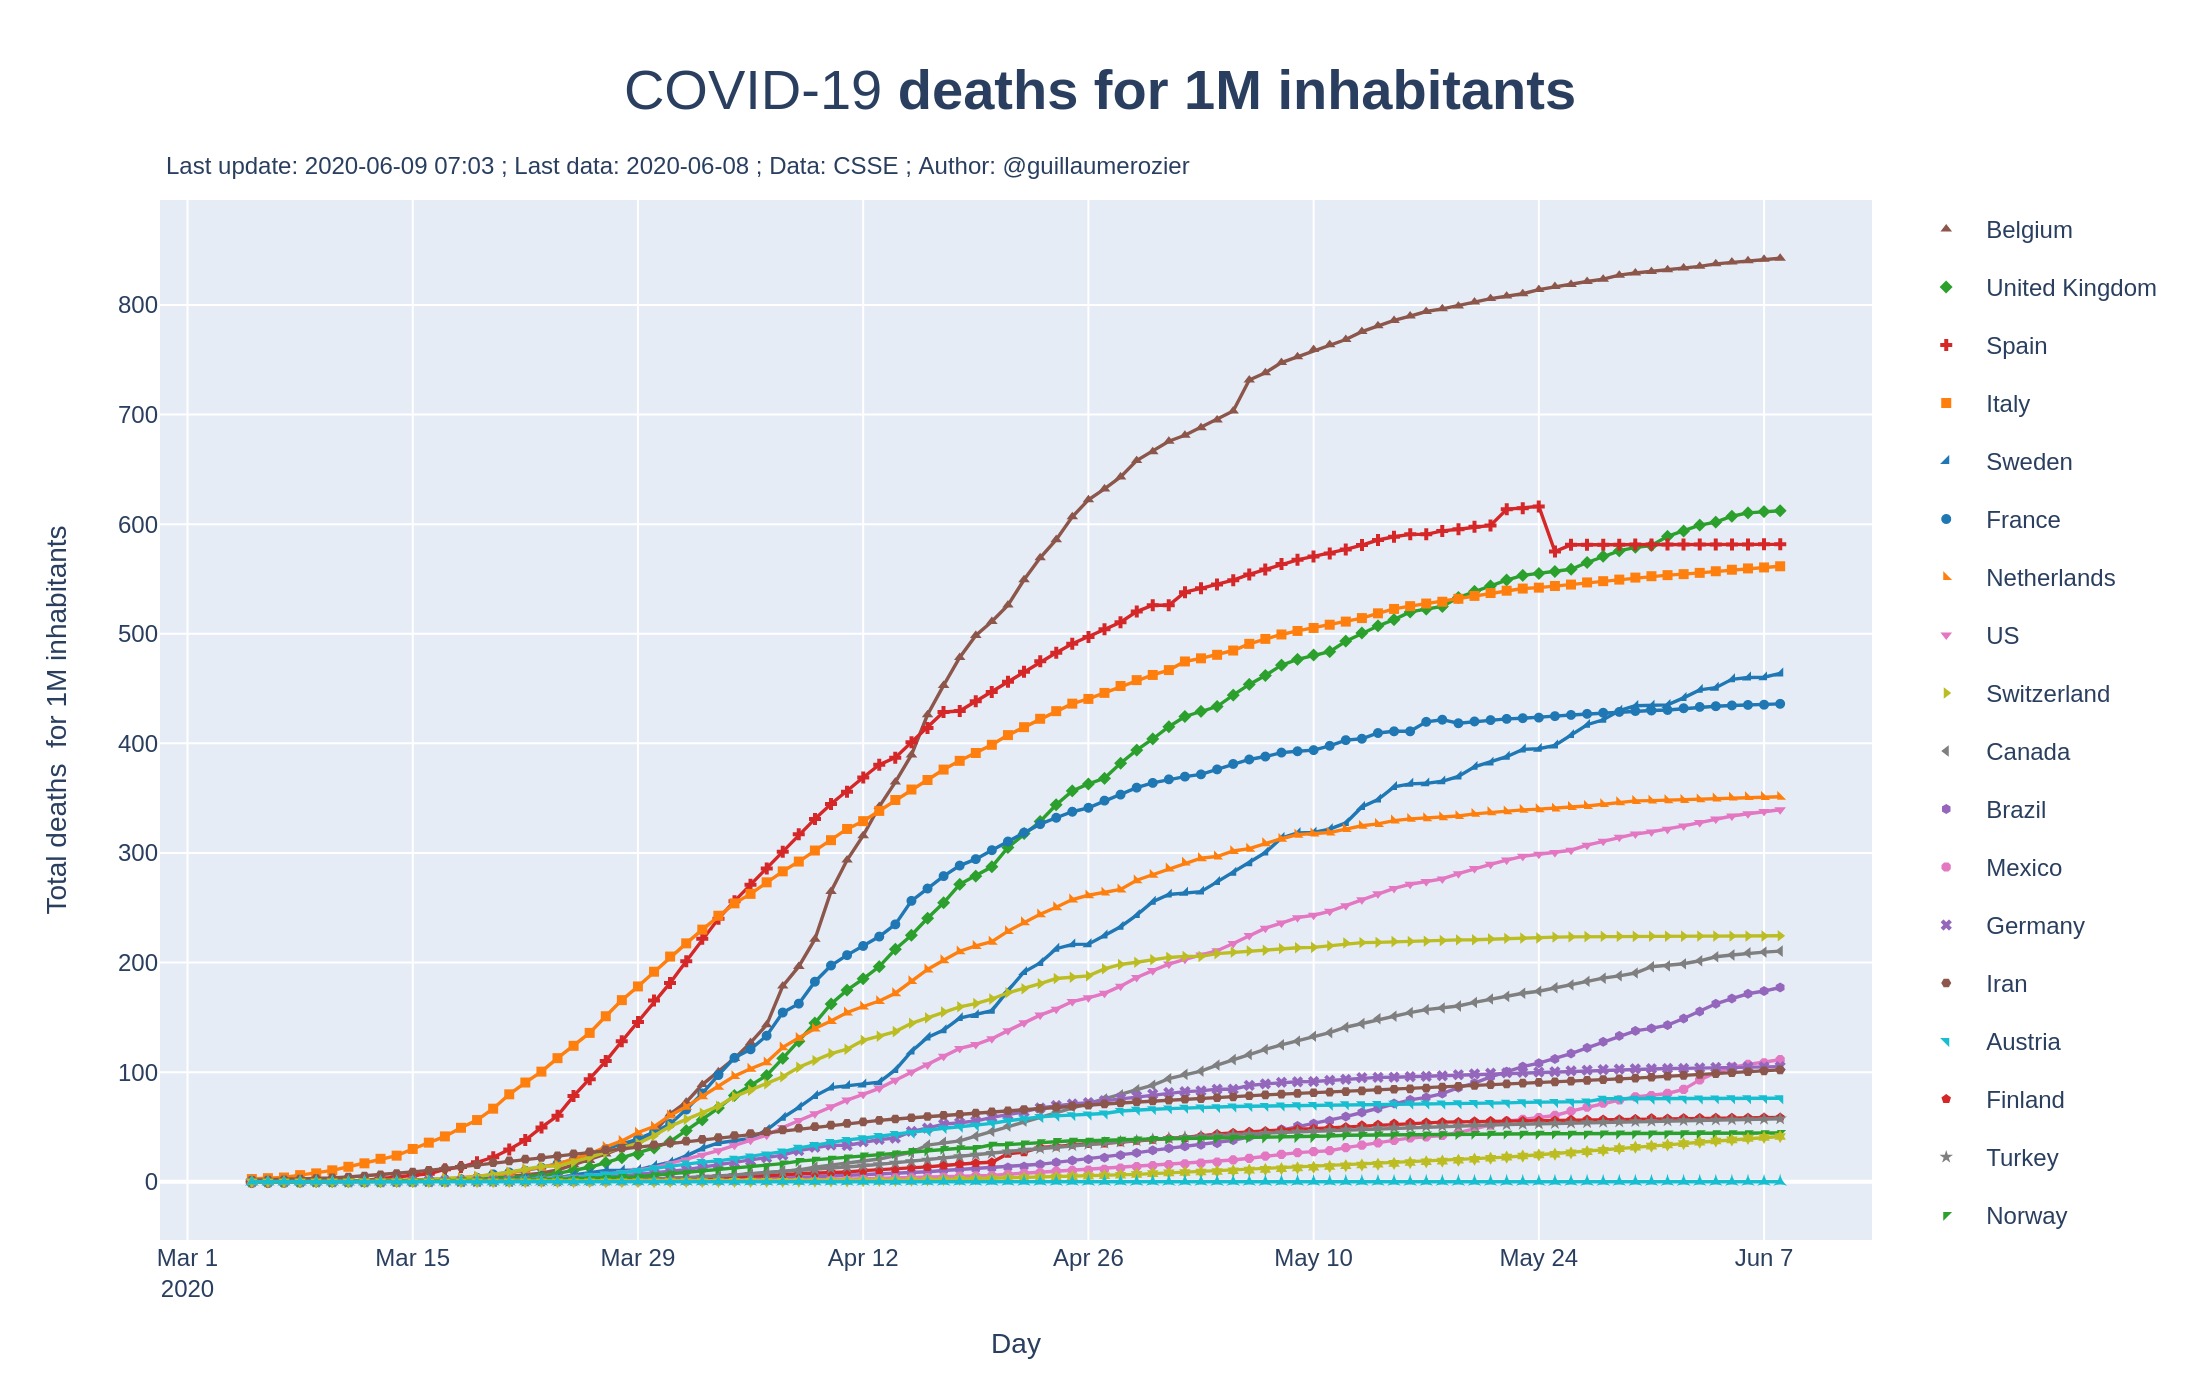 COVID-19 deaths for 1M inhabitants
Last update: 2020-06-09 07:03 ; Last data: 2020-06-08 ; Data: CSSE ; Author: @guillaumerozier
Total deaths  for 1M inhabitants
800
700
600
500
400
300
200
100
0
Mar 1
2020
Mar 15
Mar 29
Apr 12
Apr 26
May 10
May 24
Jun 7
Day
Belgium
United Kingdom
Spain
Italy
Sweden
France
Netherlands
US
Switzerland
Canada
Brazil
Mexico
Germany
Iran
Austria
Finland
Turkey
Norway